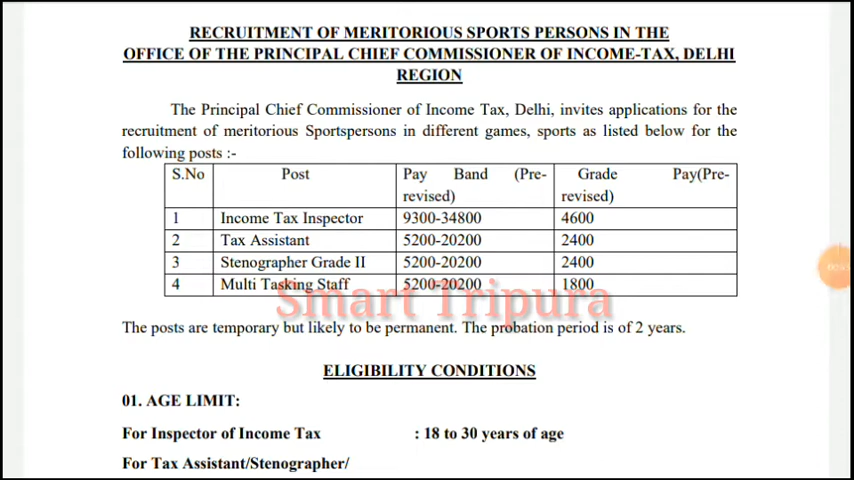 RECRUITMENT OF MERITORIOUS SPORTS PERSONS IN THE
OFFICE OF THE PRINCIPAL CHIEF COMMISSIONER OF INCOME-TAX, DELHI
REGION
The Principal Chief Commissioner of Income Tax, Delhi, invites applications for the
recruitment of meritorious Sportspersons in different games, sports as listed below for the
following posts :-
S.No Post Pay Band (Pre-revised) Grade Pay(Pre-revised)
1 Income Tax Inspector 9300-34800 4600
2 Tax Assistant 5200-20200 2400
3 Stenographer Grade II 5200-20200 2400
4 Multi Tasking Staff 5200-20200 1800
Smart Tripura
The posts are temporary but likely to be permanent. The probation period is of 2 years.
ELIGIBILITY CONDITIONS
01. AGE LIMIT:
For Inspector of Income Tax : 18 to 30 years of age
For Tax Assistant/Stenographer/